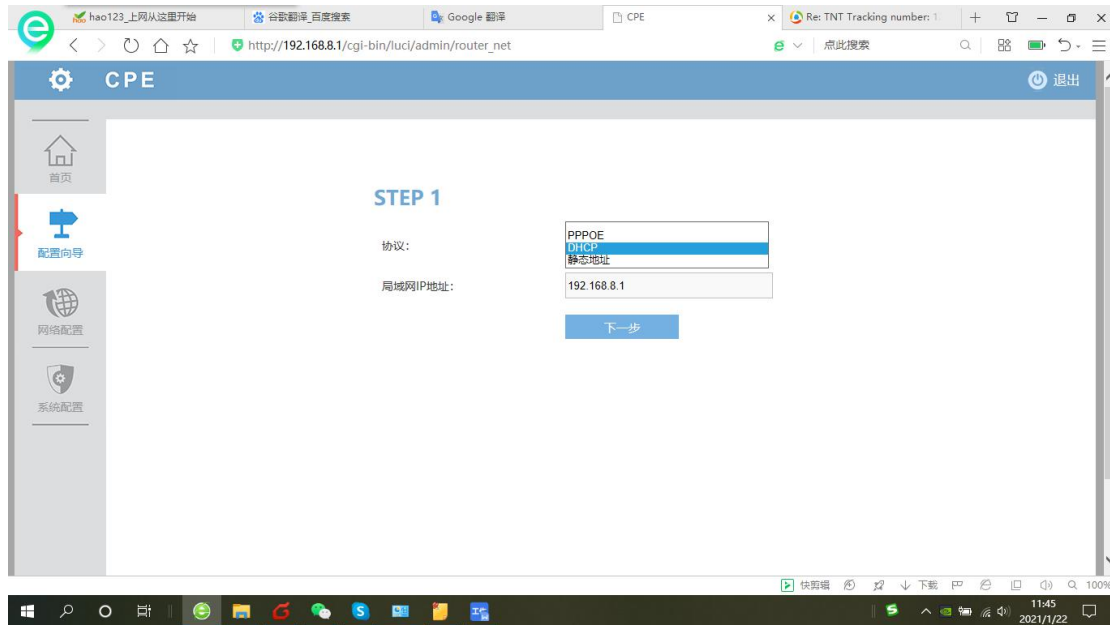 hao123_上网从这里开始
谷歌翻译_百度搜索
Google 翻译
CPE
Re: TNT Tracking number: 1
http://192.168.8.1/cgi-bin/luci/admin/router_net
点此搜索
CPE
退出
首页
配置向导
网络配置
系统配置
STEP 1
协议：
PPPOE
DHCP
静态地址
局域网IP地址：
192.168.8.1
下一步
快剪辑
下载
100%
11:45
2021/1/22